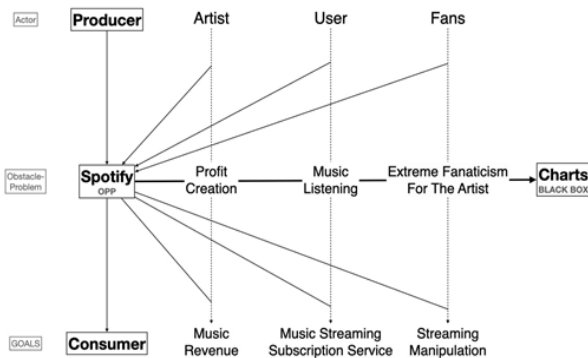 Actor
Producer
Artist
User
Fans
Obstacle-
Problem
Spotify
OPP
Profit
Creation
Music
Listening
Extreme Fanaticism
For The Artist
Charts
BLACK BOX
GOALS
Consumer
Music
Revenue
Music Streaming
Subscription Service
Streaming
Manipulation